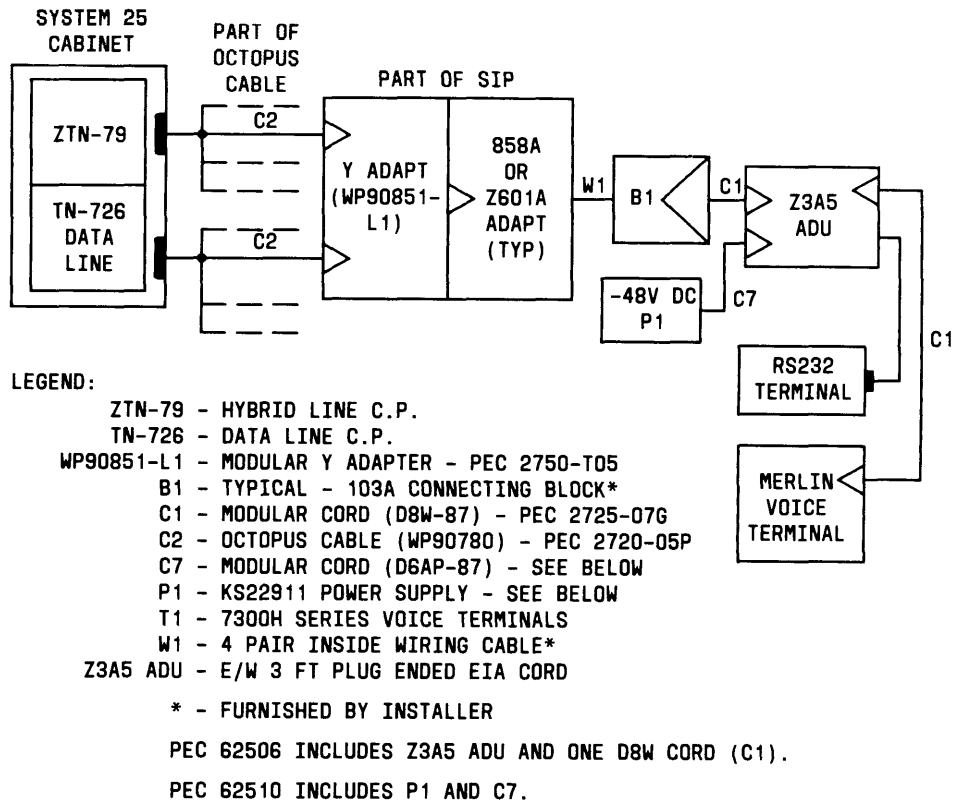 SYSTEM 25
CABINET
PART OF
OCTOPUS
CABLE
PART OF SIP
ZTN-79
TN-726
DATA
LINE
C2
C2
Y ADAPT
(WP90851-
L1)
858A
OR
Z601A
ADAPT
(TYP)
W1
B1
C1
Z3A5
ADU
-48V DC
P1
C7
C1
RS232
TERMINAL
MERLIN
VOICE
TERMINAL
LEGEND:
ZTN-79 - HYBRID LINE C.P.
TN-726 - DATA LINE C.P.
WP90851-L1 - MODULAR Y ADAPTER - PEC 2750-T05
B1 - TYPICAL - 103A CONNECTING BLOCK*
C1 - MODULAR CORD (D8W-87) - PEC 2725-07G
C2 - OCTOPUS CABLE (WP90780) - PEC 2720-05P
C7 - MODULAR CORD (D6AP-87) - SEE BELOW
P1 - KS22911 POWER SUPPLY - SEE BELOW
T1 - 7300H SERIES VOICE TERMINALS
W1 - 4 PAIR INSIDE WIRING CABLE*
Z3A5 ADU - E/W 3 FT PLUG ENDED EIA CORD
* - FURNISHED BY INSTALLER
PEC 62506 INCLUDES Z3A5 ADU AND ONE D8W CORD (C1).
PEC 62510 INCLUDES P1 AND C7.